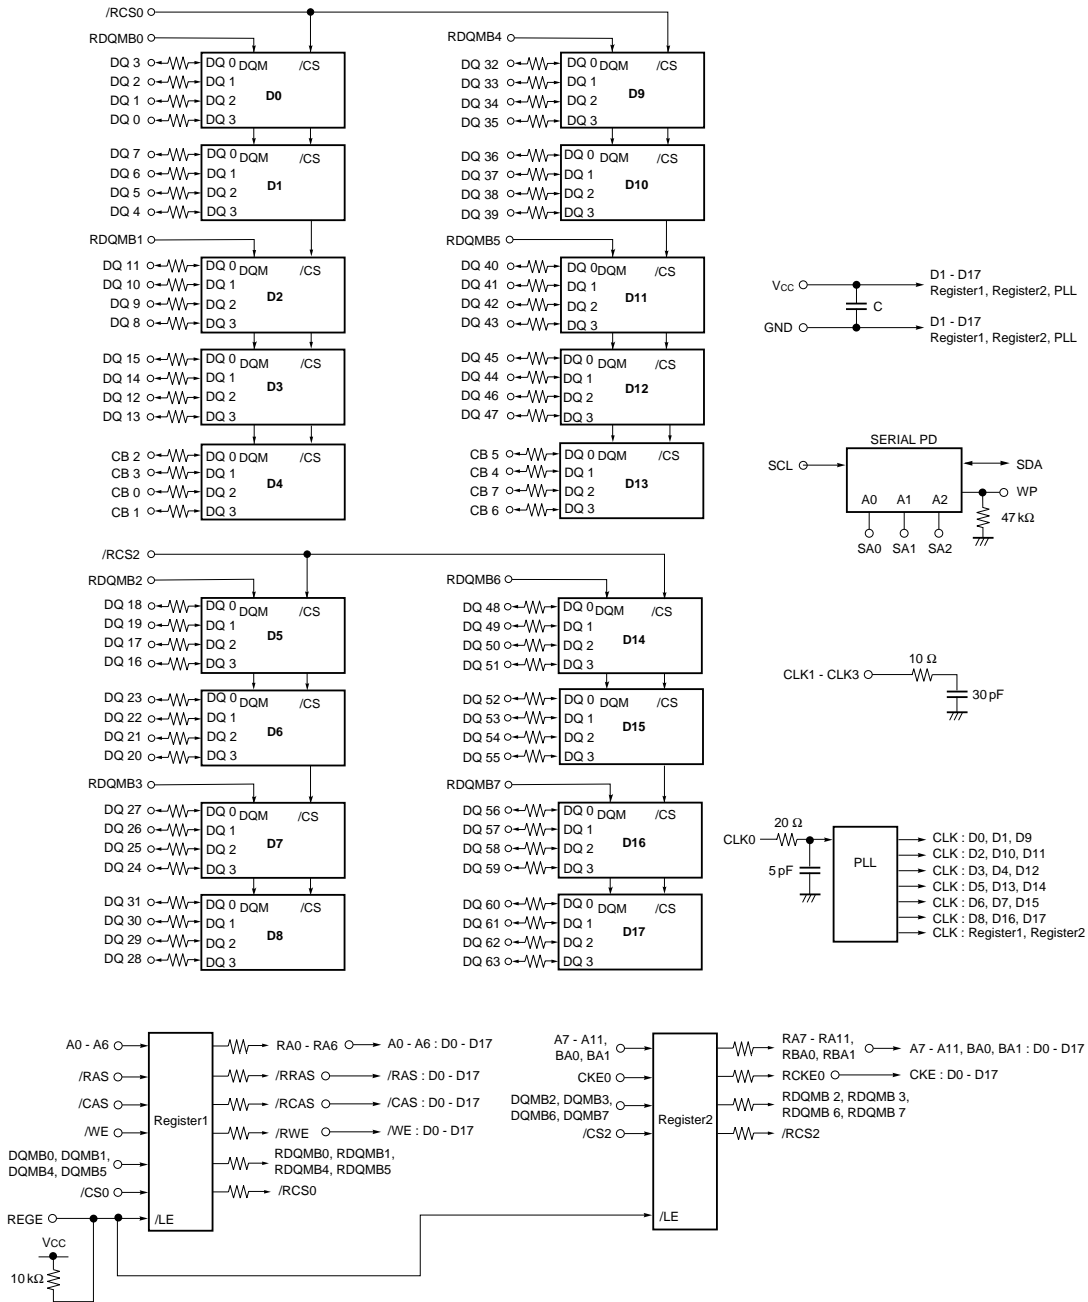 /RCS0
RDQMB0
DQ 3 DQ 0 DQM /CS
DQ 2 DQ 1
DQ 1 DQ 2 D0
DQ 0 DQ 3
DQ 7 DQ 0 DQM /CS
DQ 6 DQ 1
DQ 5 DQ 2 D1
DQ 4 DQ 3
RDQMB1
DQ 11 DQ 0 DQM /CS
DQ 10 DQ 1
DQ 9 DQ 2 D2
DQ 8 DQ 3
DQ 15 DQ 0 DQM /CS
DQ 14 DQ 1
DQ 12 DQ 2 D3
DQ 13 DQ 3
CB 2 DQ 0 DQM /CS
CB 3 DQ 1
CB 0 DQ 2 D4
CB 1 DQ 3
RDQMB4
DQ 32 DQ 0 DQM /CS
DQ 33 DQ 1
DQ 34 DQ 2 D9
DQ 35 DQ 3
DQ 36 DQ 0 DQM /CS
DQ 37 DQ 1
DQ 38 DQ 2 D10
DQ 39 DQ 3
RDQMB5
DQ 40 DQ 0 DQM /CS
DQ 41 DQ 1
DQ 42 DQ 2 D11
DQ 43 DQ 3
DQ 45 DQ 0 DQM /CS
DQ 44 DQ 1
DQ 46 DQ 2 D12
DQ 47 DQ 3
CB 5 DQ 0 DQM /CS
CB 4 DQ 1
CB 7 DQ 2 D13
CB 6 DQ 3
/RCS2
RDQMB2
DQ 18 DQ 0 DQM /CS
DQ 19 DQ 1
DQ 17 DQ 2 D5
DQ 16 DQ 3
DQ 23 DQ 0 DQM /CS
DQ 22 DQ 1
DQ 21 DQ 2 D6
DQ 20 DQ 3
RDQMB3
DQ 27 DQ 0 DQM /CS
DQ 26 DQ 1
DQ 25 DQ 2 D7
DQ 24 DQ 3
DQ 31 DQ 0 DQM /CS
DQ 30 DQ 1
DQ 29 DQ 2 D8
DQ 28 DQ 3
RDQMB6
DQ 48 DQ 0 DQM /CS
DQ 49 DQ 1
DQ 50 DQ 2 D14
DQ 51 DQ 3
DQ 52 DQ 0 DQM /CS
DQ 53 DQ 1
DQ 54 DQ 2 D15
DQ 55 DQ 3
RDQMB7
DQ 56 DQ 0 DQM /CS
DQ 57 DQ 1
DQ 58 DQ 2 D16
DQ 59 DQ 3
DQ 60 DQ 0 DQM /CS
DQ 61 DQ 1
DQ 62 DQ 2 D17
DQ 63 DQ 3
VCC D1 - D17
Register1, Register2, PLL
C
GND D1 - D17
Register1, Register2, PLL
SERIAL PD
SCL SDA
A0 A1 A2 WP
47 kΩ
SA0 SA1 SA2
10 Ω
CLK1 - CLK3
30 pF
20 Ω
CLK0
5 pF
PLL
CLK : D0, D1, D9
CLK : D2, D10, D11
CLK : D3, D4, D12
CLK : D5, D13, D14
CLK : D6, D7, D15
CLK : D8, D16, D17
CLK : Register1, Register2
A0 - A6 RA0 - RA6 A0 - A6 : D0 - D17
/RAS /RRAS /RAS : D0 - D17
/CAS /RCAS /CAS : D0 - D17
Register1
/WE /RWE /WE : D0 - D17
DQMB0, DQMB1, RDQMB0, RDQMB1,
DQMB4, DQMB5 RDQMB4, RDQMB5
/CS0 /RCS0
REGE /LE
Vcc
10 kΩ
A7 - A11, RA7 - RA11,
BA0, BA1 RBA0, RBA1 A7 - A11, BA0, BA1 : D0 - D17
CKE0 RCKE0 CKE : D0 - D17
DQMB2, DQMB3, RDQMB 2, RDQMB 3,
DQMB6, DQMB7 RDQMB 6, RDQMB 7
Register2
/CS2 /RCS2
/LE